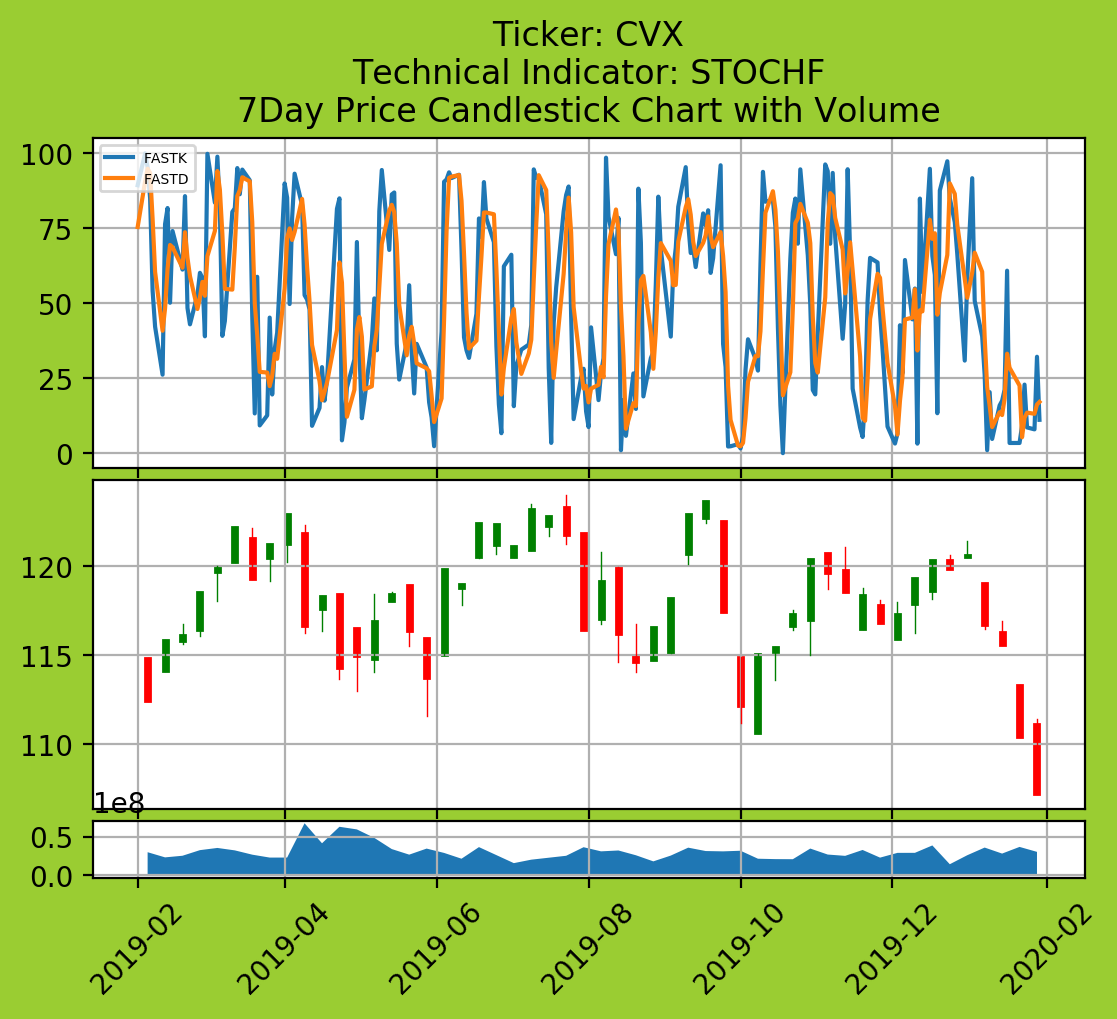 Ticker: CVX
Technical Indicator: STOCHF
7Day Price Candlestick Chart with Volume
100
75
50
25
0
FASTK
FASTD
120
115
110
1e8
0.5
0.0
2019-02
2019-04
2019-06
2019-08
2019-10
2019-12
2020-02